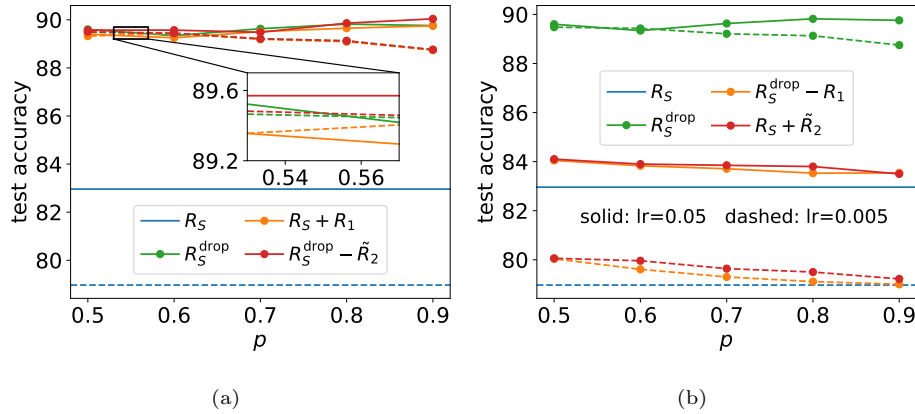 90
88
86
84
82
80
test accuracy
89.6
89.2
0.54 0.56
R_S
R_S + R_1
R_S^drop
R_S^drop − R̃_2
0.5 0.6 0.7 0.8 0.9
p
(a)
90
88
86
84
82
80
test accuracy
R_S
R_S^drop − R_1
R_S^drop
R_S + R̃_2
solid: lr=0.05 dashed: lr=0.005
0.5 0.6 0.7 0.8 0.9
p
(b)